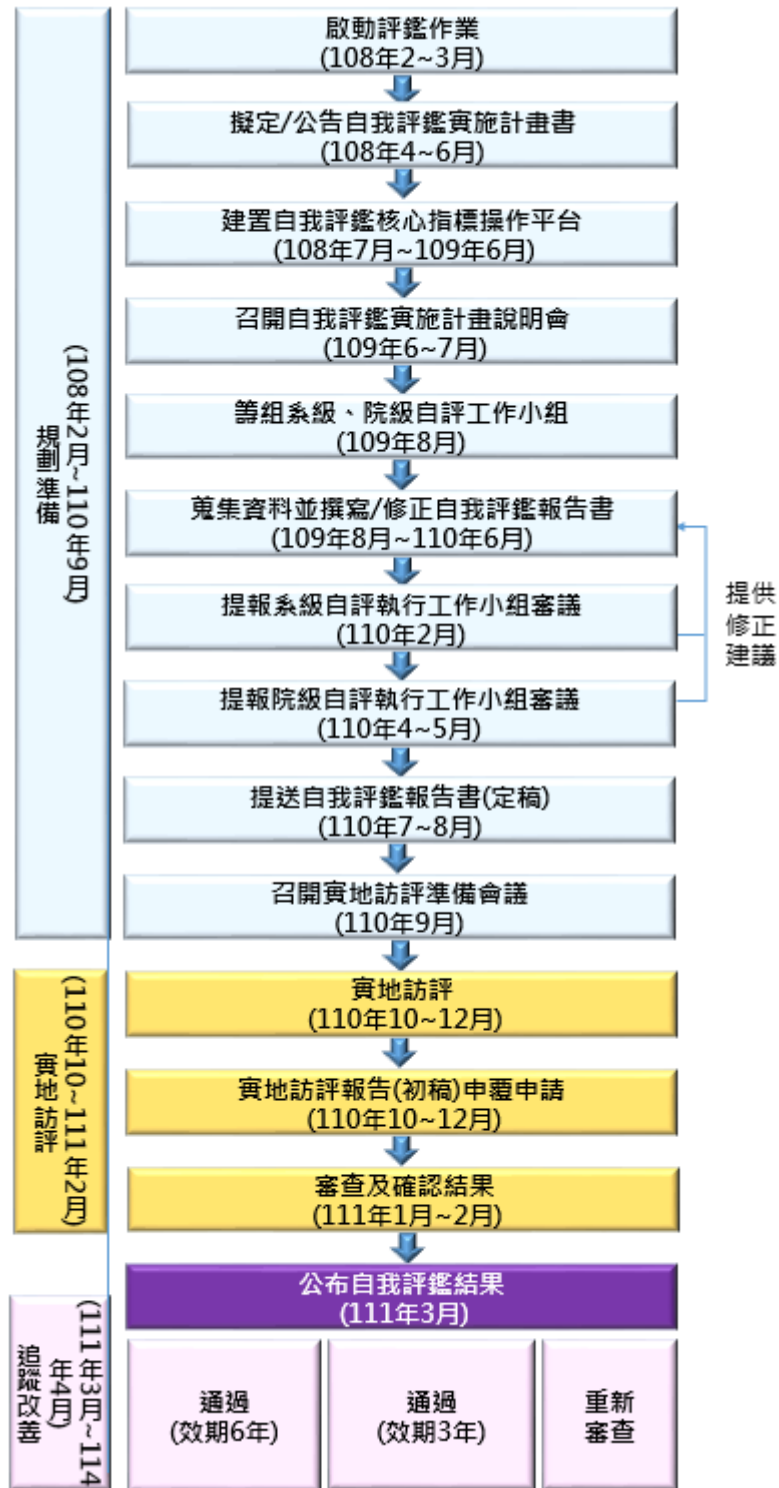 啟動評鑑作業
(108年2~3月)
擬定/公告自我評鑑實施計畫書
(108年4~6月)
建置自我評鑑核心指標操作平台
(108年7月~109年6月)
召開自我評鑑實施計畫說明會
(109年6~7月)
籌組系級、院級自評工作小組
(109年8月)
蒐集資料並撰寫/修正自我評鑑報告書
(109年8月~110年6月)
提報系級自評執行工作小組審議
(110年2月)
提報院級自評執行工作小組審議
(110年4~5月)
提送自我評鑑報告書(定稿)
(110年7~8月)
召開實地訪評準備會議
(110年9月)
規劃準備
(108年2月~110年9月)
提供
修正
建議
實地訪評
(110年10~12月)
實地訪評報告(初稿)申覆申請
(110年10~12月)
審查及確認結果
(111年1月~2月)
實地訪評
(110年10~111年2月)
公布自我評鑑結果
(111年3月)
(111年3月~114
年4月)
追蹤改善
通過
(效期6年)
通過
(效期3年)
重新
審查